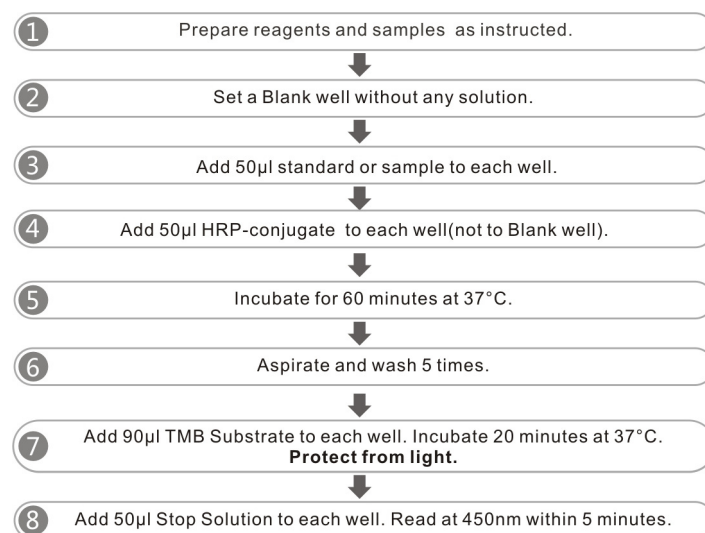 1 Prepare reagents and samples as instructed.
2 Set a Blank well without any solution.
3 Add 50μl standard or sample to each well.
4 Add 50μl HRP-conjugate to each well(not to Blank well).
5 Incubate for 60 minutes at 37°C.
6 Aspirate and wash 5 times.
7 Add 90μl TMB Substrate to each well. Incubate 20 minutes at 37°C.
Protect from light.
8 Add 50μl Stop Solution to each well. Read at 450nm within 5 minutes.